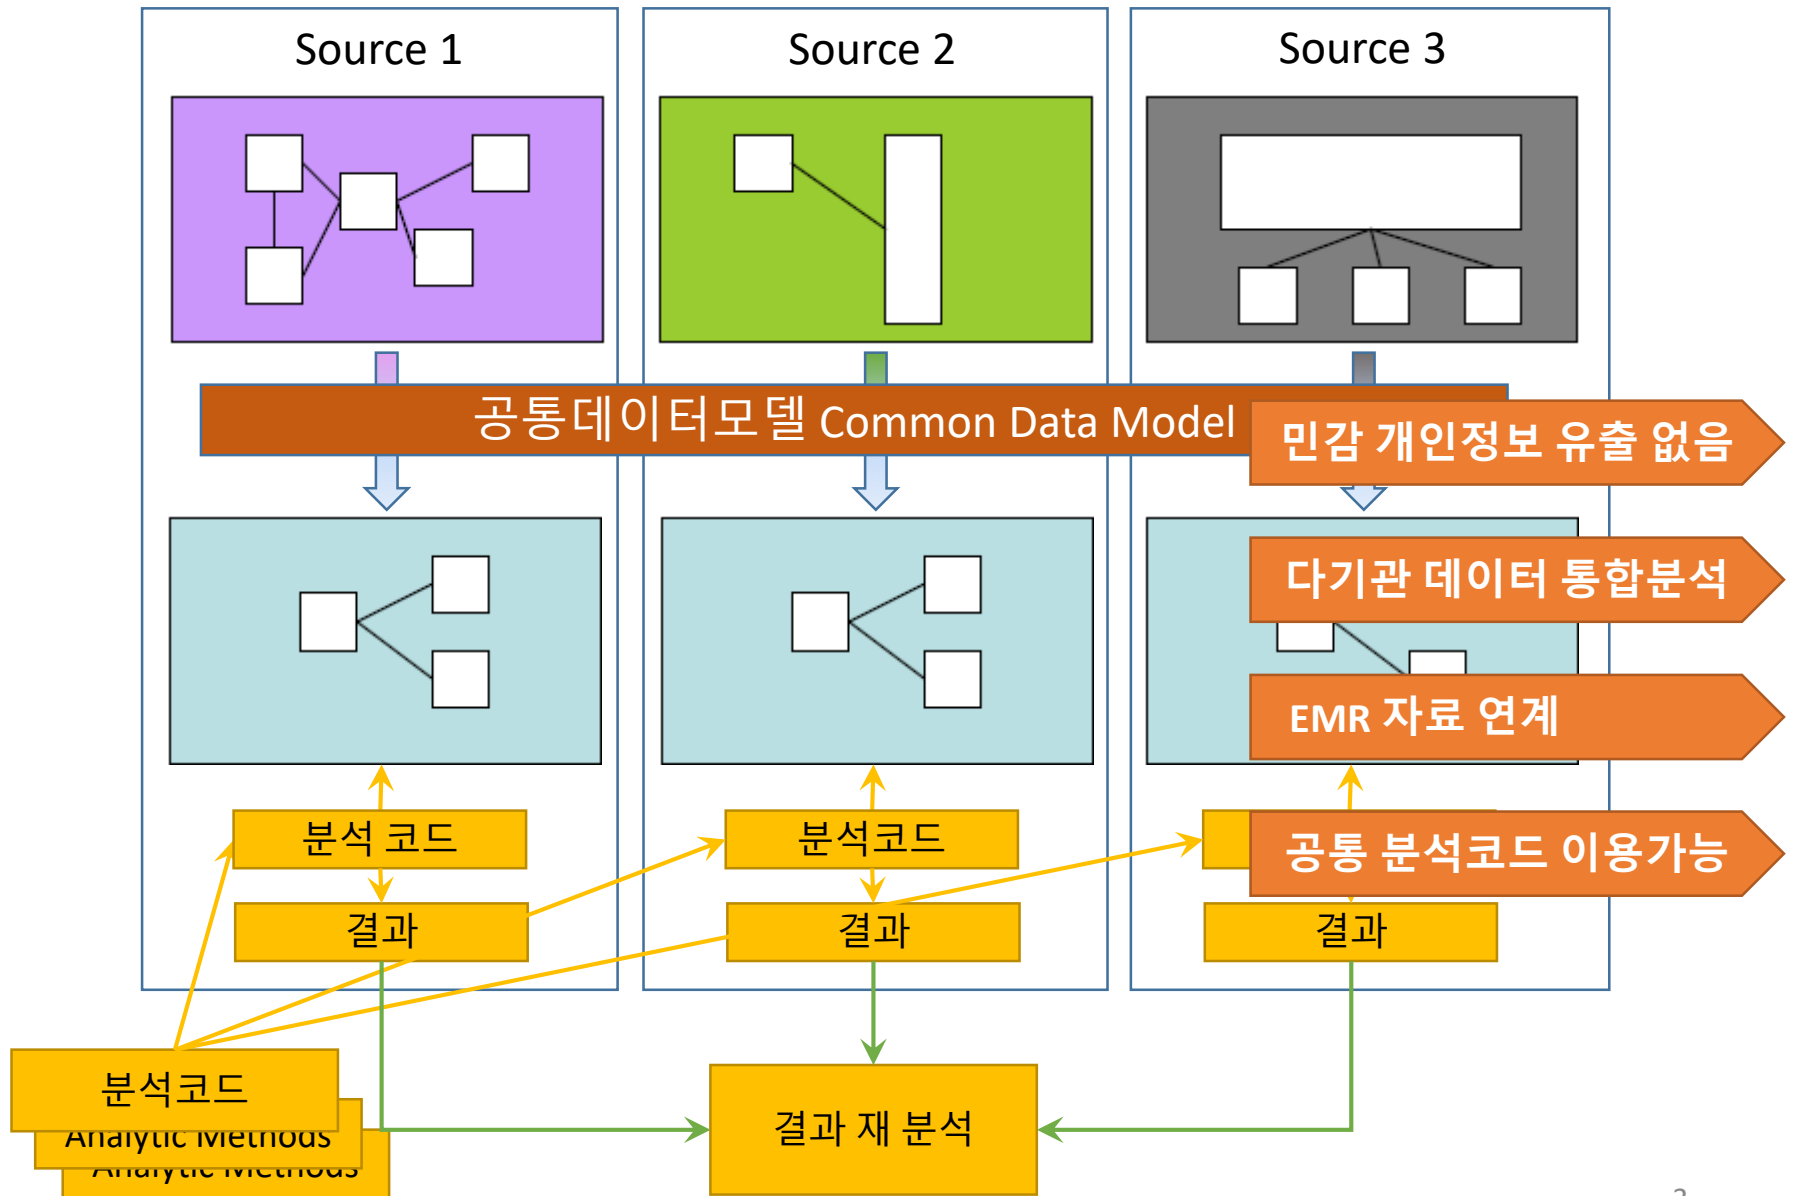 Source 1
Source 2
Source 3
공통데이터모델 Common Data Model
민감 개인정보 유출 없음
다기관 데이터 통합분석
EMR 자료 연계
분석 코드
분석코드
공통 분석코드 이용가능
결과
결과
결과
분석코드
Analytic Methods
Analytic Methods
결과 재 분석